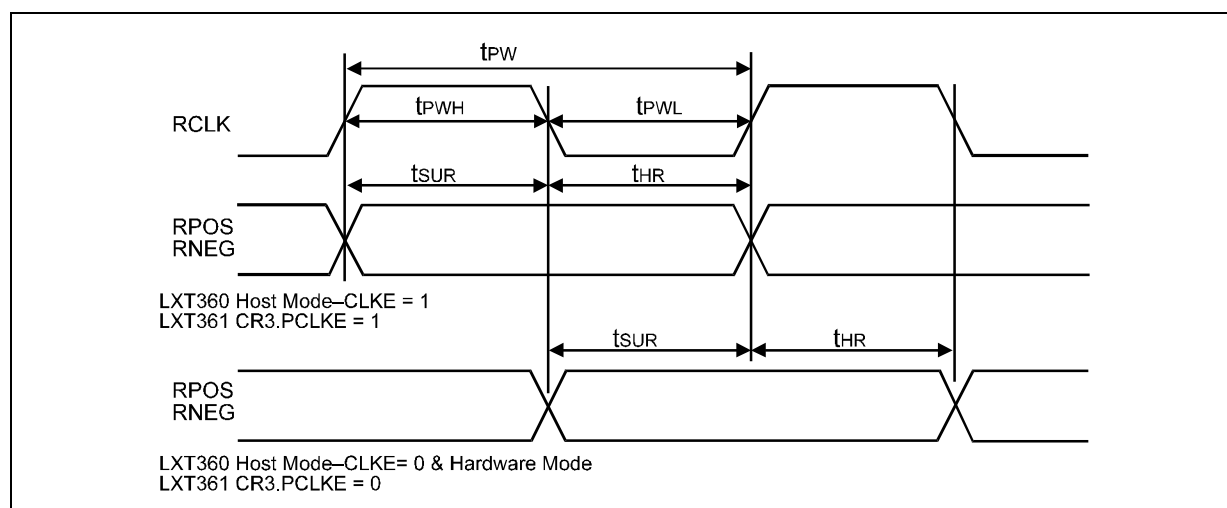 tPW
tPWH tPWL
RCLK
tSUR tHR
RPOS
RNEG
LXT360 Host Mode–CLKE = 1
LXT361 CR3.PCLKE = 1
tSUR tHR
RPOS
RNEG
LXT360 Host Mode–CLKE= 0 & Hardware Mode
LXT361 CR3.PCLKE = 0